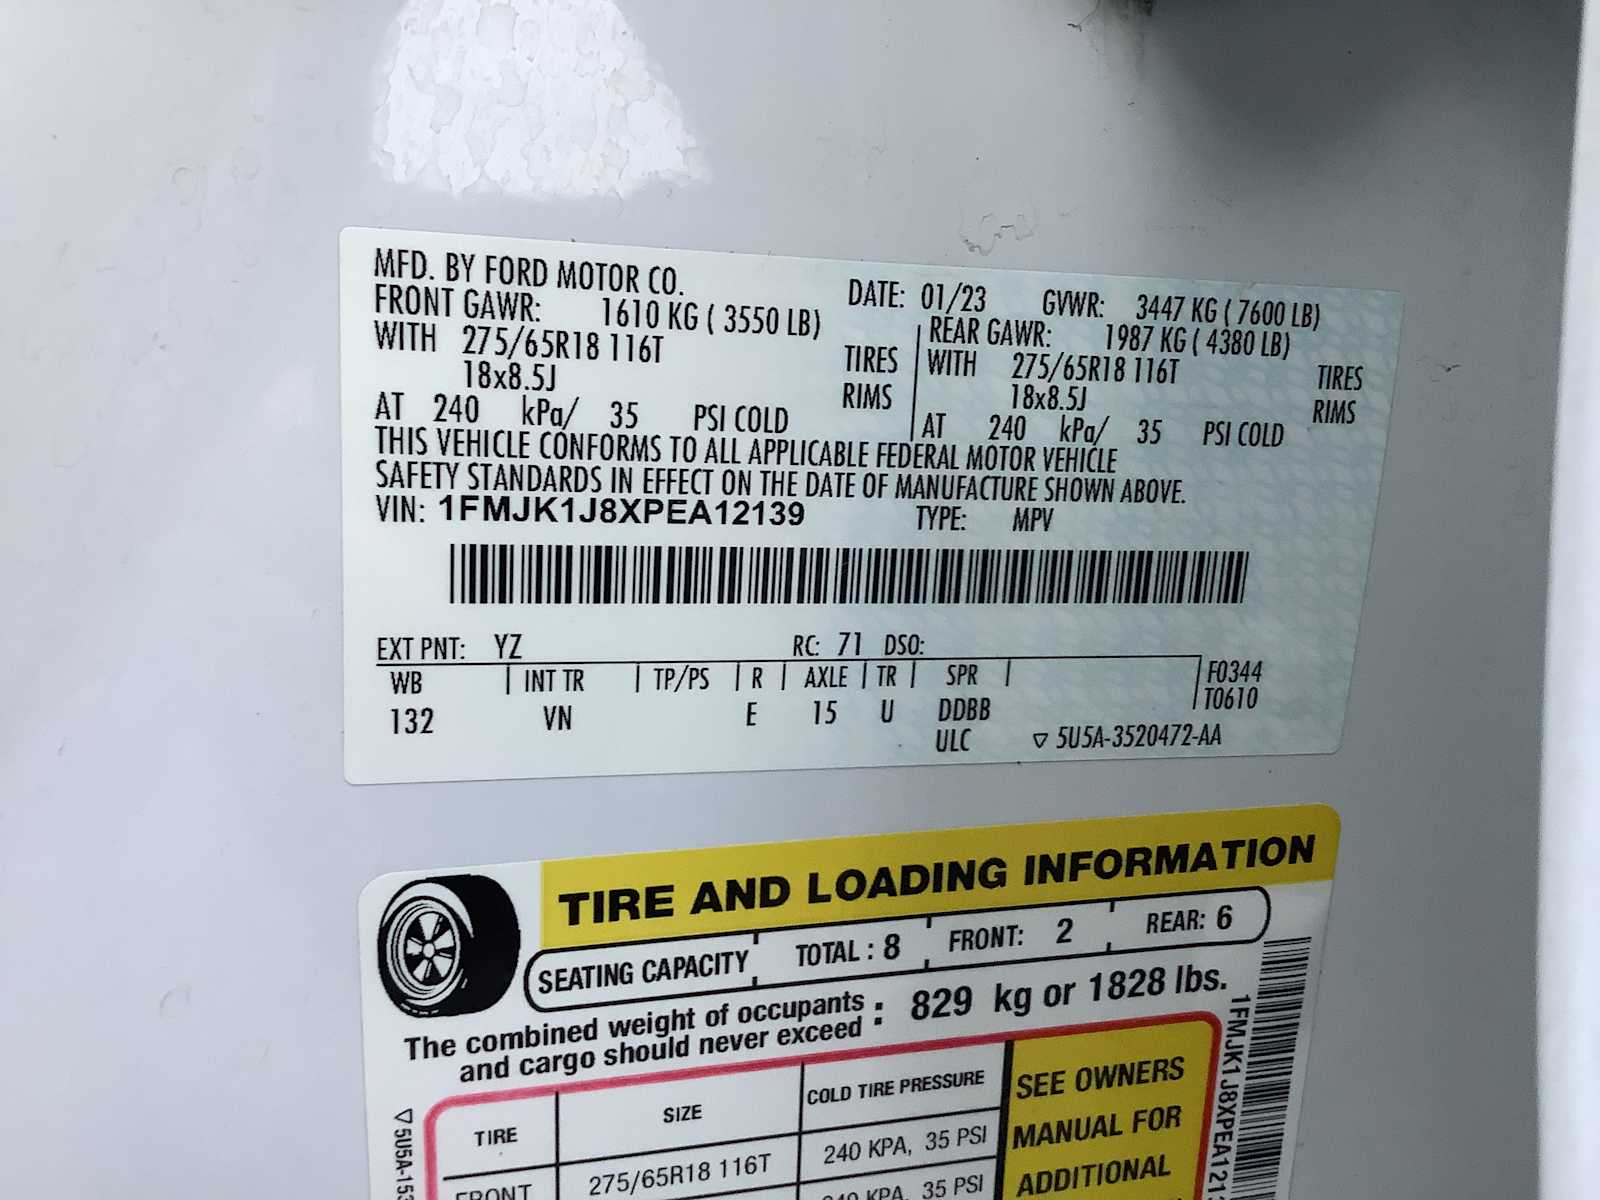 MFD. BY FORD MOTOR CO.
DATE: 01/23 GVWR: 3447 KG ( 7600 LB)
FRONT GAWR: 1610 KG ( 3550 LB)
REAR GAWR: 1987 KG ( 4380 LB)
WITH 275/65R18 116T TIRES
WITH 275/65R18 116T TIRES
18x8.5J RIMS
18x8.5J RIMS
AT 240 kPa/ 35 PSI COLD
AT 240 kPa/ 35 PSI COLD
THIS VEHICLE CONFORMS TO ALL APPLICABLE FEDERAL MOTOR VEHICLE
SAFETY STANDARDS IN EFFECT ON THE DATE OF MANUFACTURE SHOWN ABOVE.
VIN: 1FMJK1J8XPEA12139 TYPE: MPV
EXT PNT: YZ RC: 71 DSO:
WB INT TR TP/PS R AXLE TR SPR F0344
132 VN E 15 U DDBB T0610
ULC ▽ 5U5A-3520472-AA
TIRE AND LOADING INFORMATION
SEATING CAPACITY TOTAL : 8 FRONT: 2 REAR: 6
The combined weight of occupants
and cargo should never exceed : 829 kg or 1828 lbs.
TIRE SIZE COLD TIRE PRESSURE
FRONT 275/65R18 116T 240 KPA, 35 PSI
240 KPA, 35 PSI
SEE OWNERS
MANUAL FOR
ADDITIONAL
1FMJK1J8XPEA121
▽ 5U5A-153